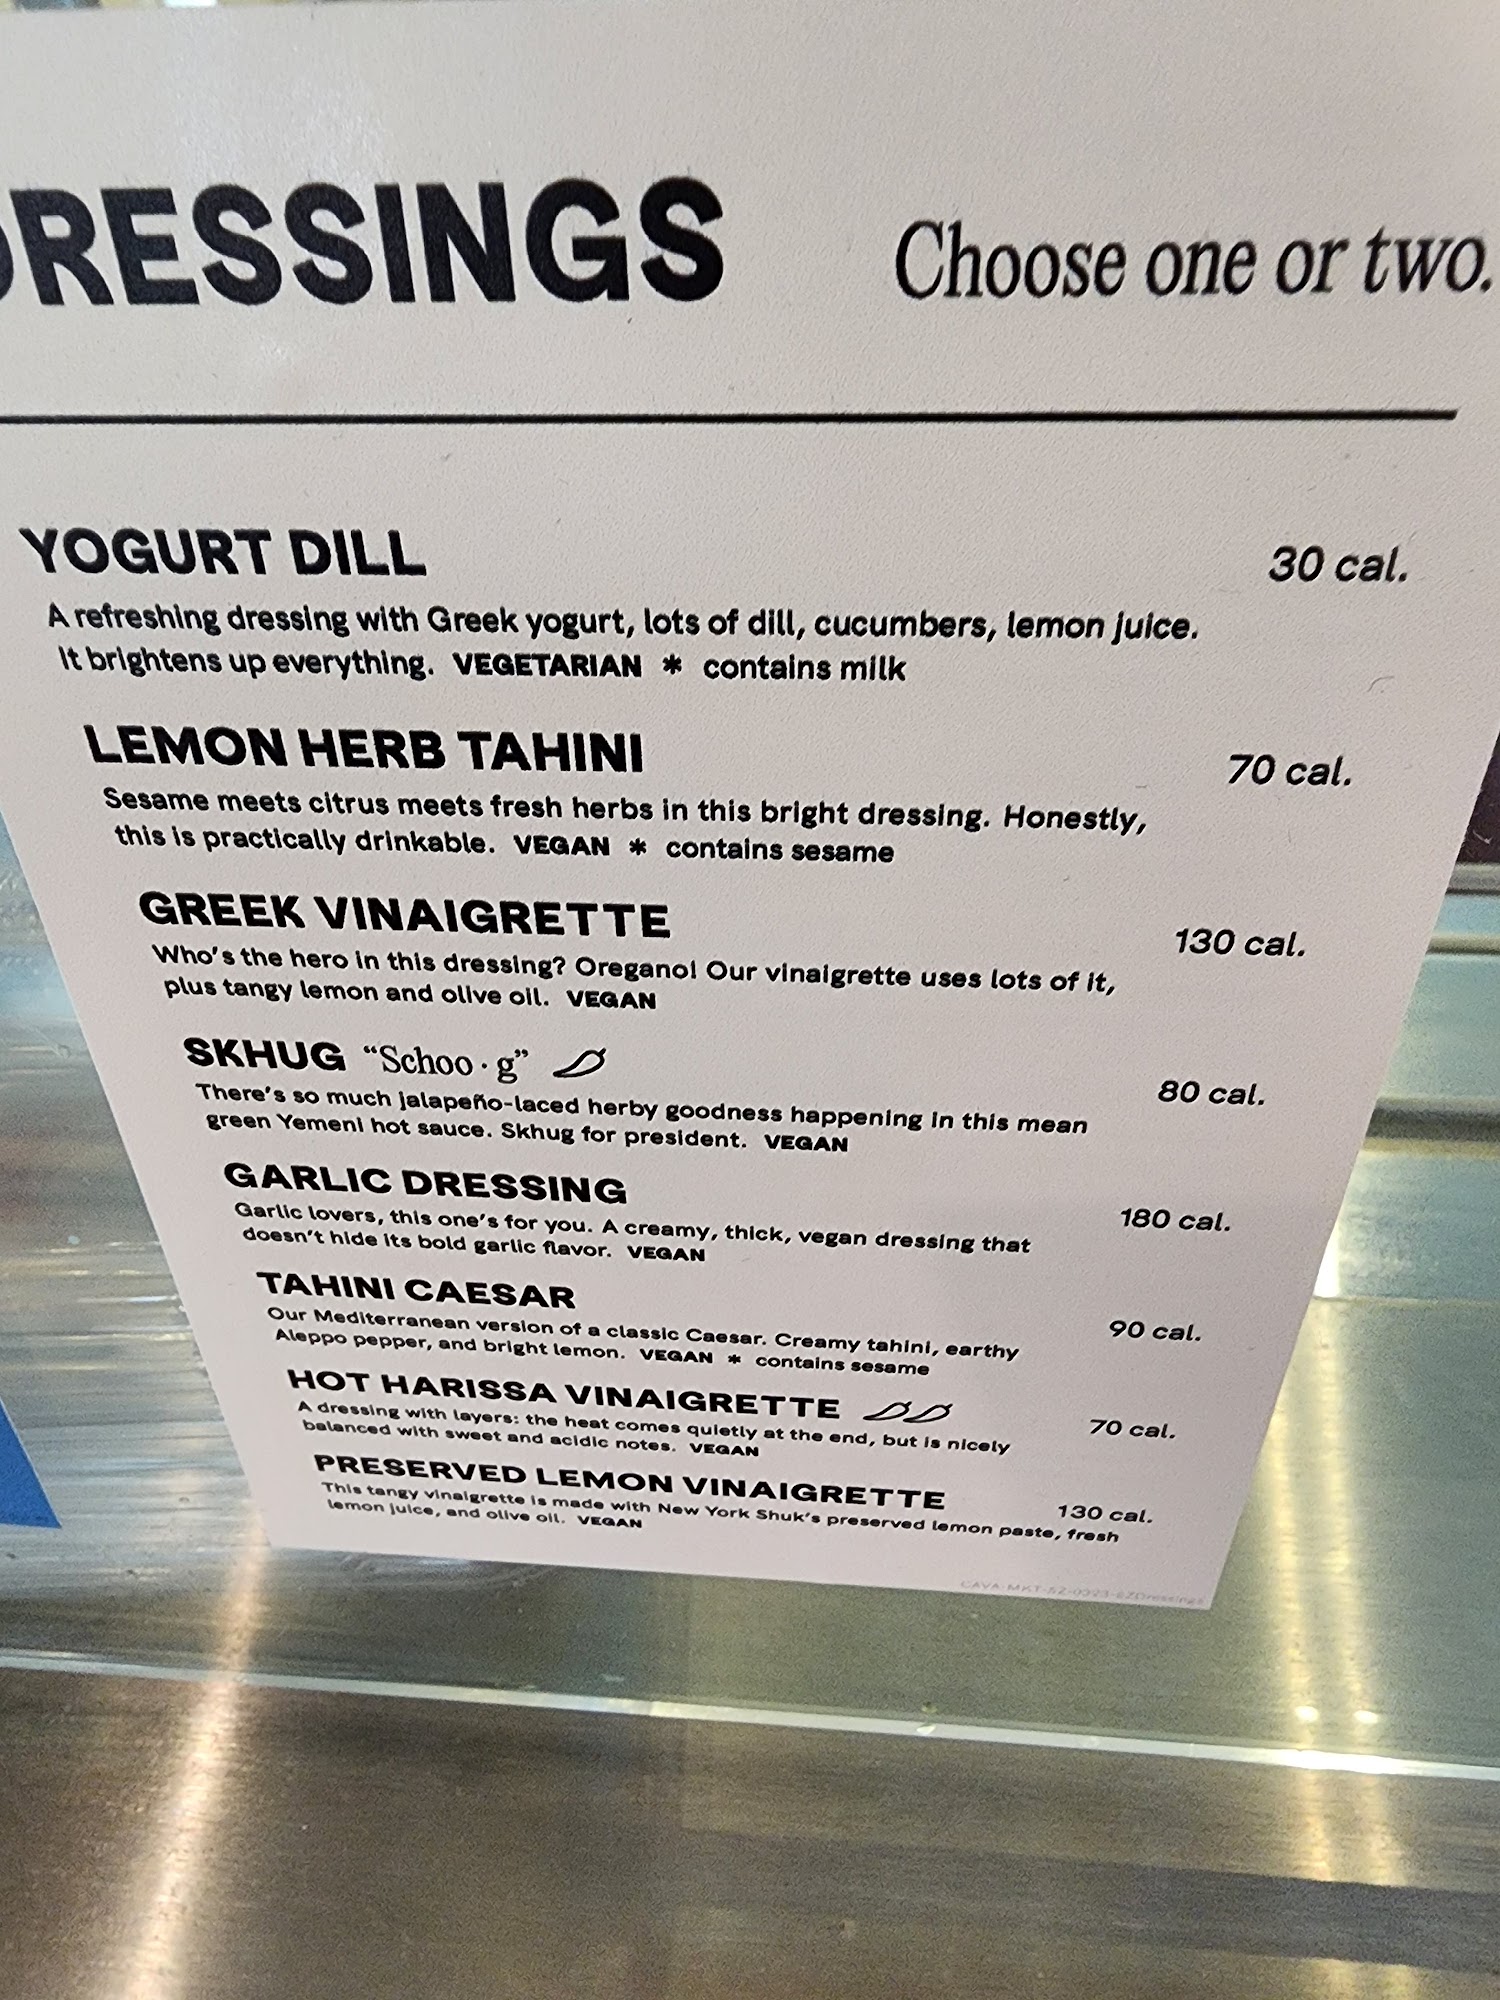 DRESSINGS Choose one or two.
YOGURT DILL 30 cal.
A refreshing dressing with Greek yogurt, lots of dill, cucumbers, lemon juice.
It brightens up everything. VEGETARIAN * contains milk
LEMON HERB TAHINI 70 cal.
Sesame meets citrus meets fresh herbs in this bright dressing. Honestly,
this is practically drinkable. VEGAN * contains sesame
GREEK VINAIGRETTE 130 cal.
Who's the hero in this dressing? Oregano! Our vinaigrette uses lots of it,
plus tangy lemon and olive oil. VEGAN
SKHUG "Schoo · g" 80 cal.
There's so much jalapeño-laced herby goodness happening in this mean
green Yemeni hot sauce. Skhug for president. VEGAN
GARLIC DRESSING 180 cal.
Garlic lovers, this one's for you. A creamy, thick, vegan dressing that
doesn't hide its bold garlic flavor. VEGAN
TAHINI CAESAR 90 cal.
Our Mediterranean version of a classic Caesar. Creamy tahini, earthy
Aleppo pepper, and bright lemon. VEGAN * contains sesame
HOT HARISSA VINAIGRETTE 70 cal.
A dressing with layers: the heat comes quietly at the end, but is nicely
balanced with sweet and acidic notes. VEGAN
PRESERVED LEMON VINAIGRETTE 130 cal.
This tangy vinaigrette is made with New York Shuk's preserved lemon paste, fresh
lemon juice, and olive oil. VEGAN